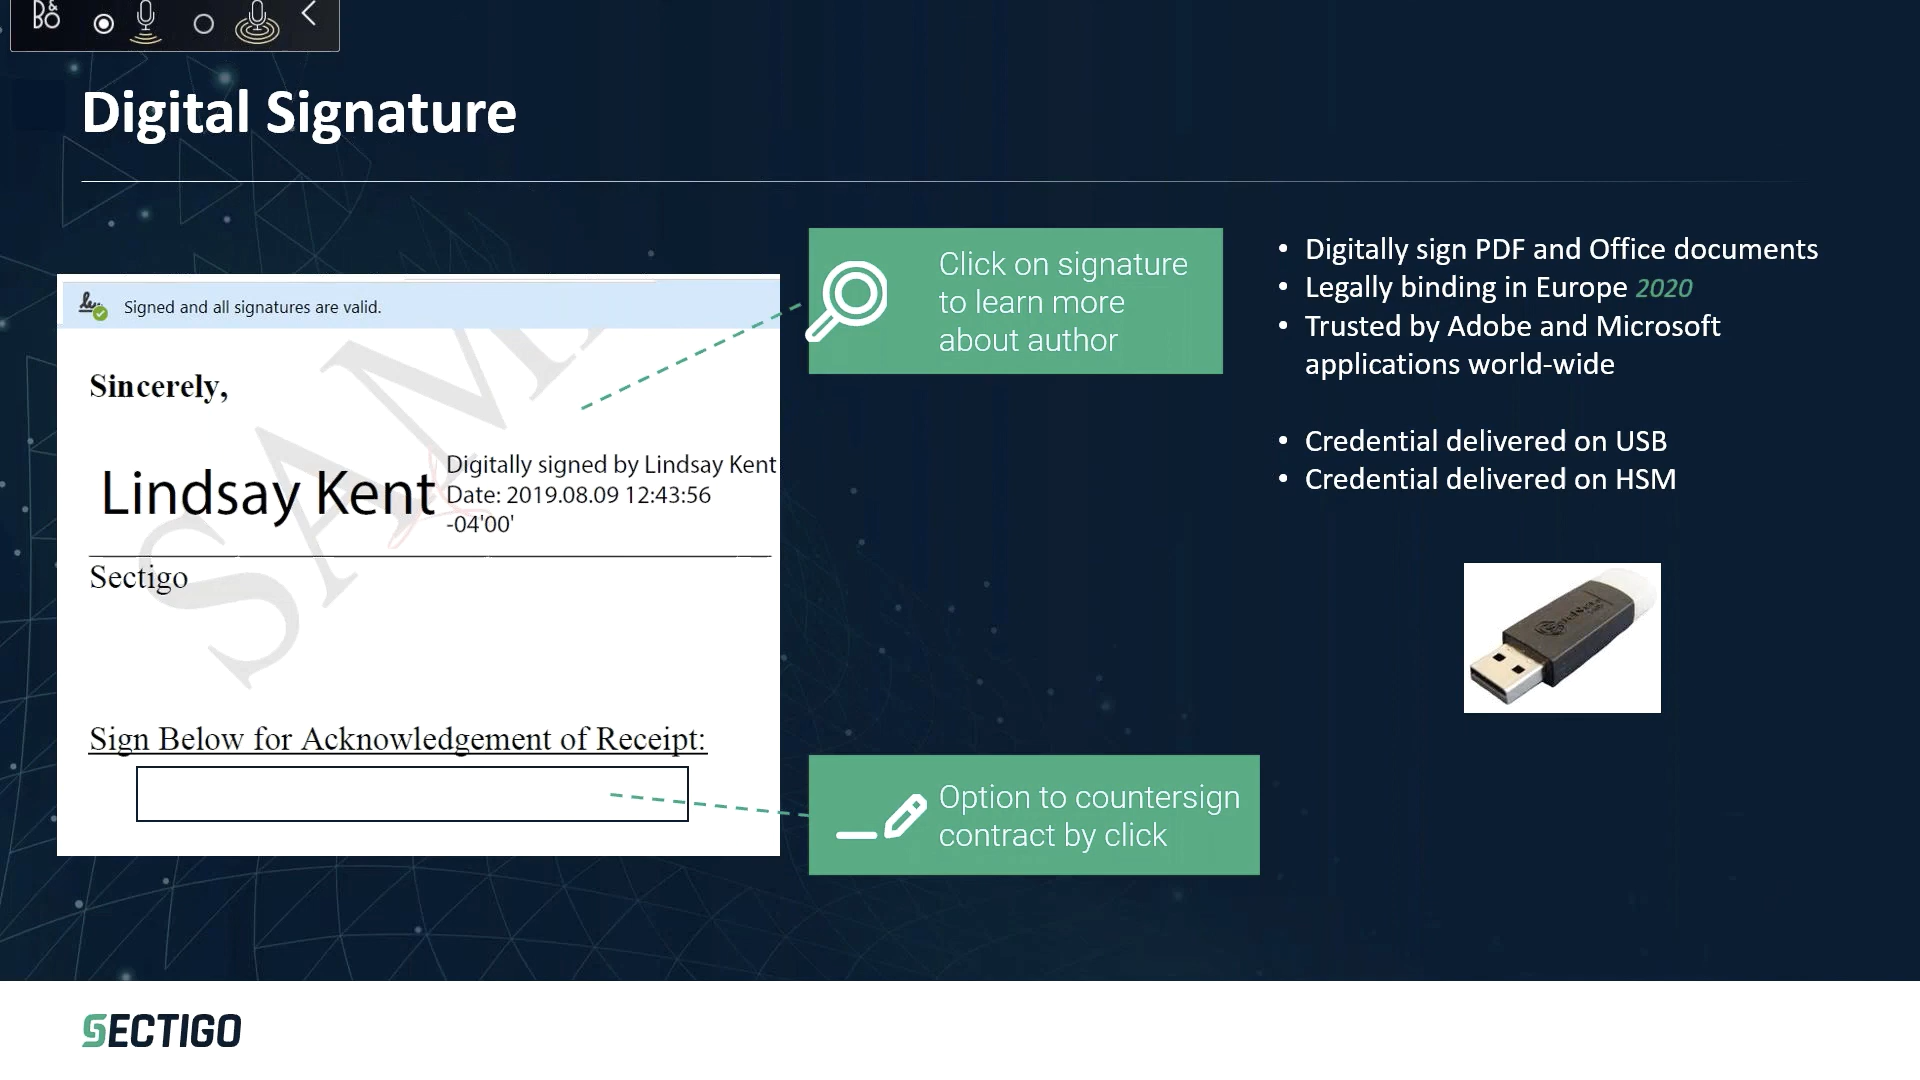 B&O
Digital Signature
Signed and all signatures are valid.
Sincerely,
Lindsay Kent
Digitally signed by Lindsay Kent
Date: 2019.08.09 12:43:56
-04'00'
Sectigo
SAM
Sign Below for Acknowledgement of Receipt:
Click on signature
to learn more
about author
Option to countersign
contract by click
• Digitally sign PDF and Office documents
• Legally binding in Europe 2020
• Trusted by Adobe and Microsoft
applications world-wide
• Credential delivered on USB
• Credential delivered on HSM
SECTIGO